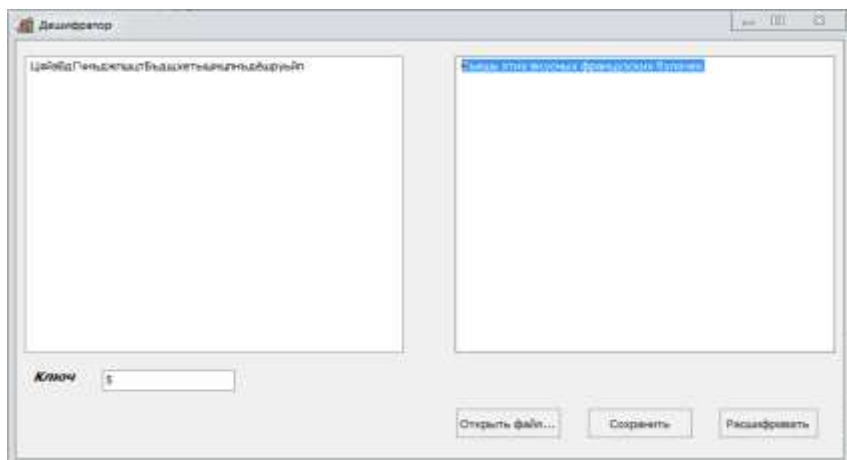 Дешифратор
Съешь этих вкусных французских булочек
Ключ
5
Открыть файл... Сохранить Расшифровать